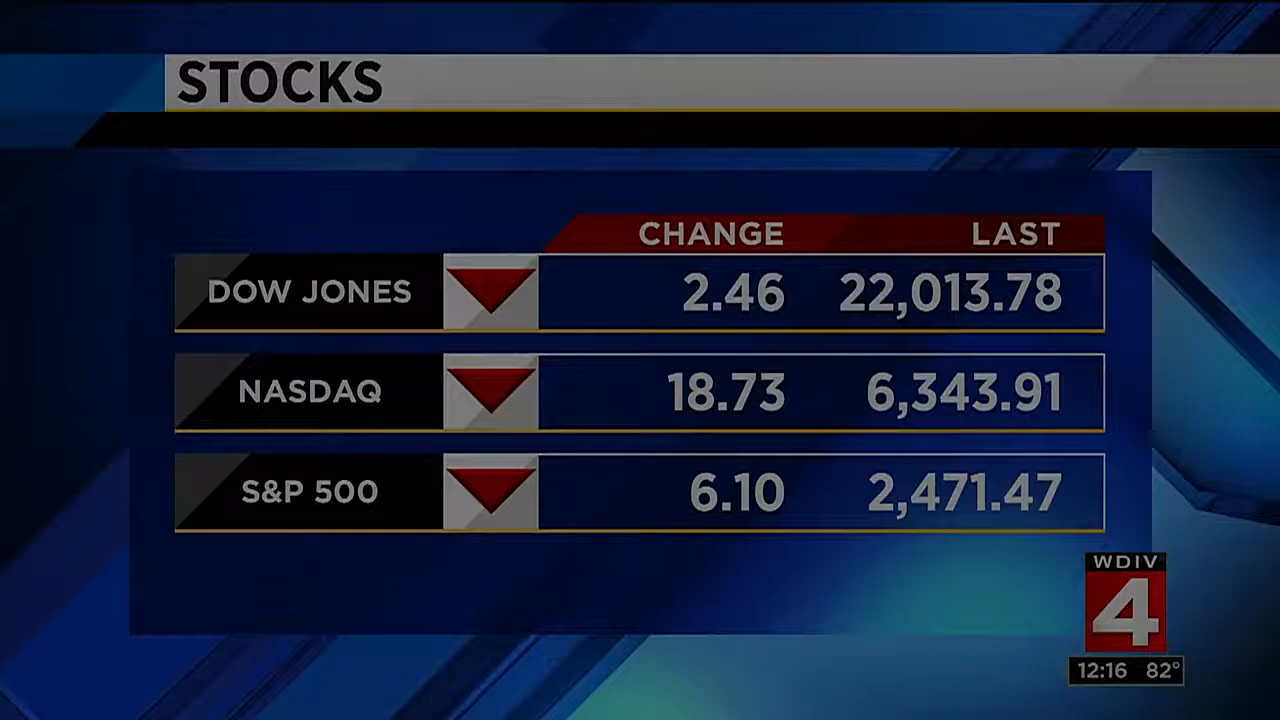 STOCKS
CHANGE LAST
DOW JONES 2.46 22,013.78
NASDAQ 18.73 6,343.91
S&P 500 6.10 2,471.47
WDIV
4
12:16 82°